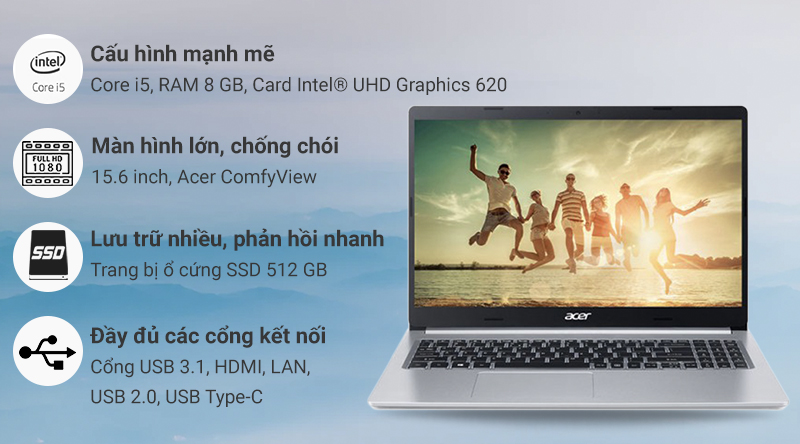 intel
Core i5
Cấu hình mạnh mẽ
Core i5, RAM 8 GB, Card Intel® UHD Graphics 620
FULL HD
1080
Màn hình lớn, chống chói
15.6 inch, Acer ComfyView
SSD
Lưu trữ nhiều, phản hồi nhanh
Trang bị ổ cứng SSD 512 GB
Đầy đủ các cổng kết nối
Cổng USB 3.1, HDMI, LAN,
USB 2.0, USB Type-C
acer